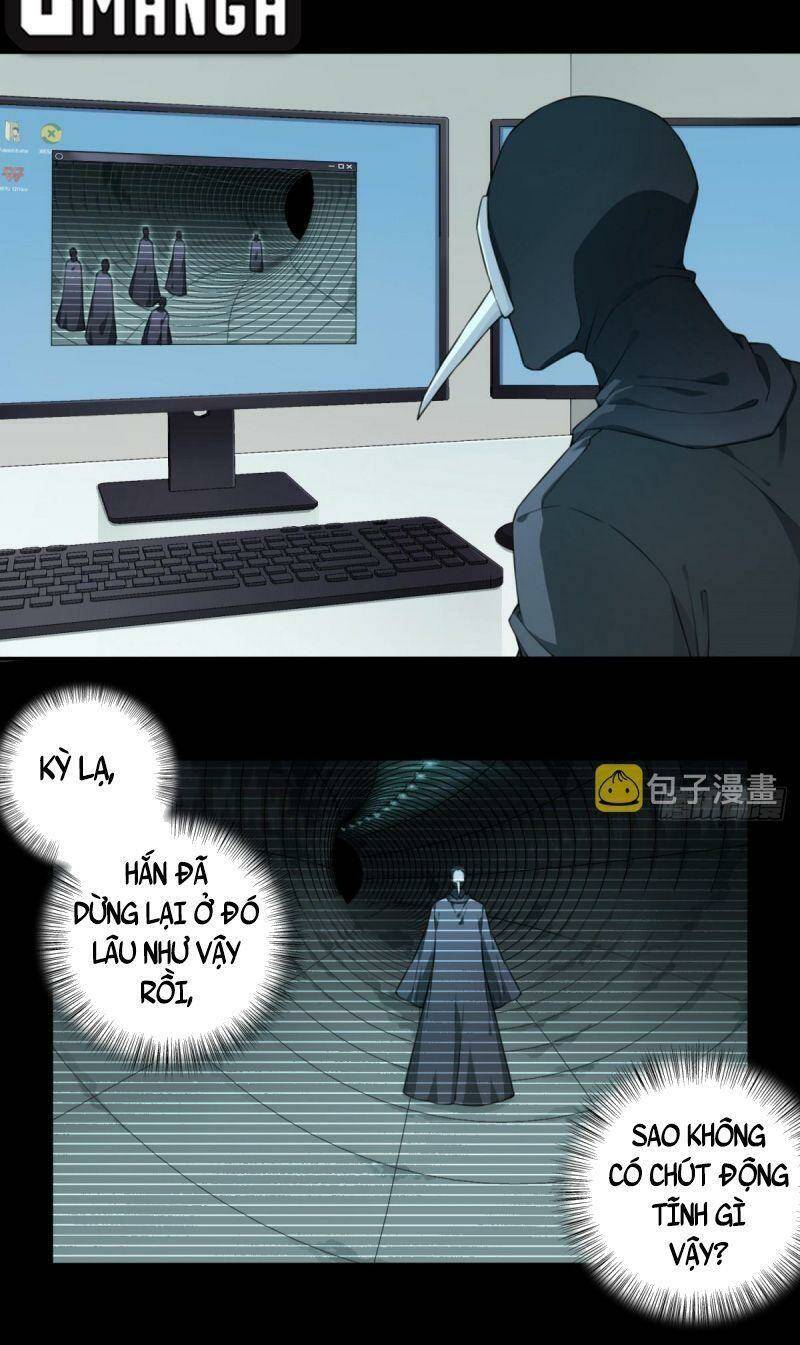 MANGA
KỲ LẠ,
HẮN ĐÃ
DỪNG LẠI Ở ĐÓ
LÂU NHƯ VẬY
RỒI,
包子漫畫
SAO KHÔNG
CÓ CHÚT ĐỘNG
TĨNH GÌ
VẬY?